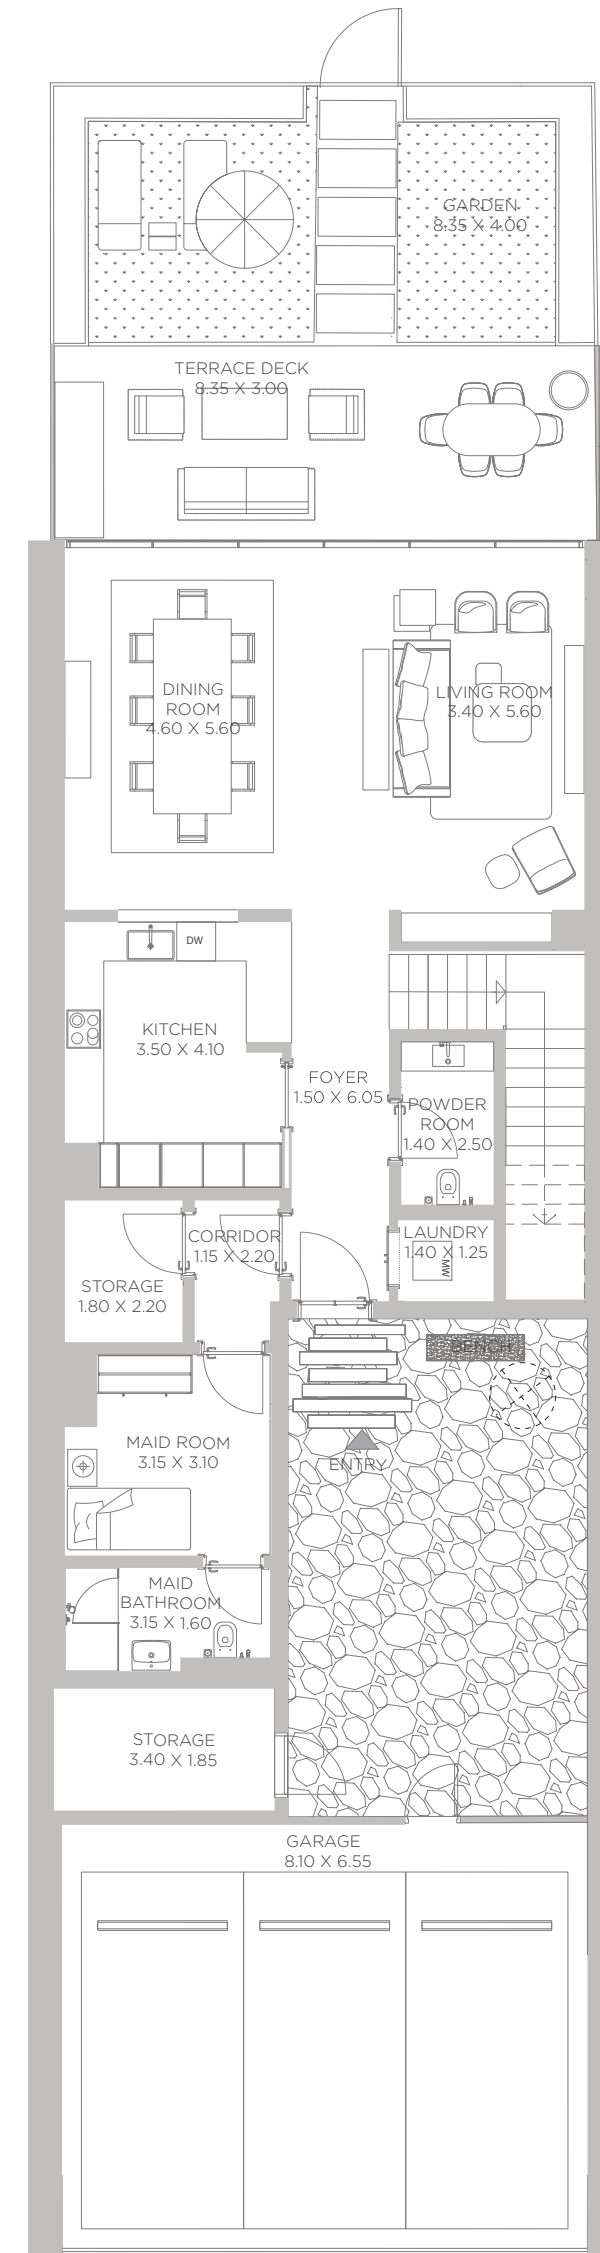 GARDEN
8.35 X 4.00
TERRACE DECK
8.35 X 3.00
DINING
ROOM
4.60 X 5.60
LIVING ROOM
3.40 X 5.60
DW
KITCHEN
3.50 X 4.10
FOYER
1.50 X 6.05
POWDER
ROOM
1.40 X 2.50
CORRIDOR
1.15 X 2.20
LAUNDRY
1.40 X 1.25
WM
STORAGE
1.80 X 2.20
BENCH
MAID ROOM
3.15 X 3.10
ENTRY
MAID
BATHROOM
3.15 X 1.60
STORAGE
3.40 X 1.85
GARAGE
8.10 X 6.55